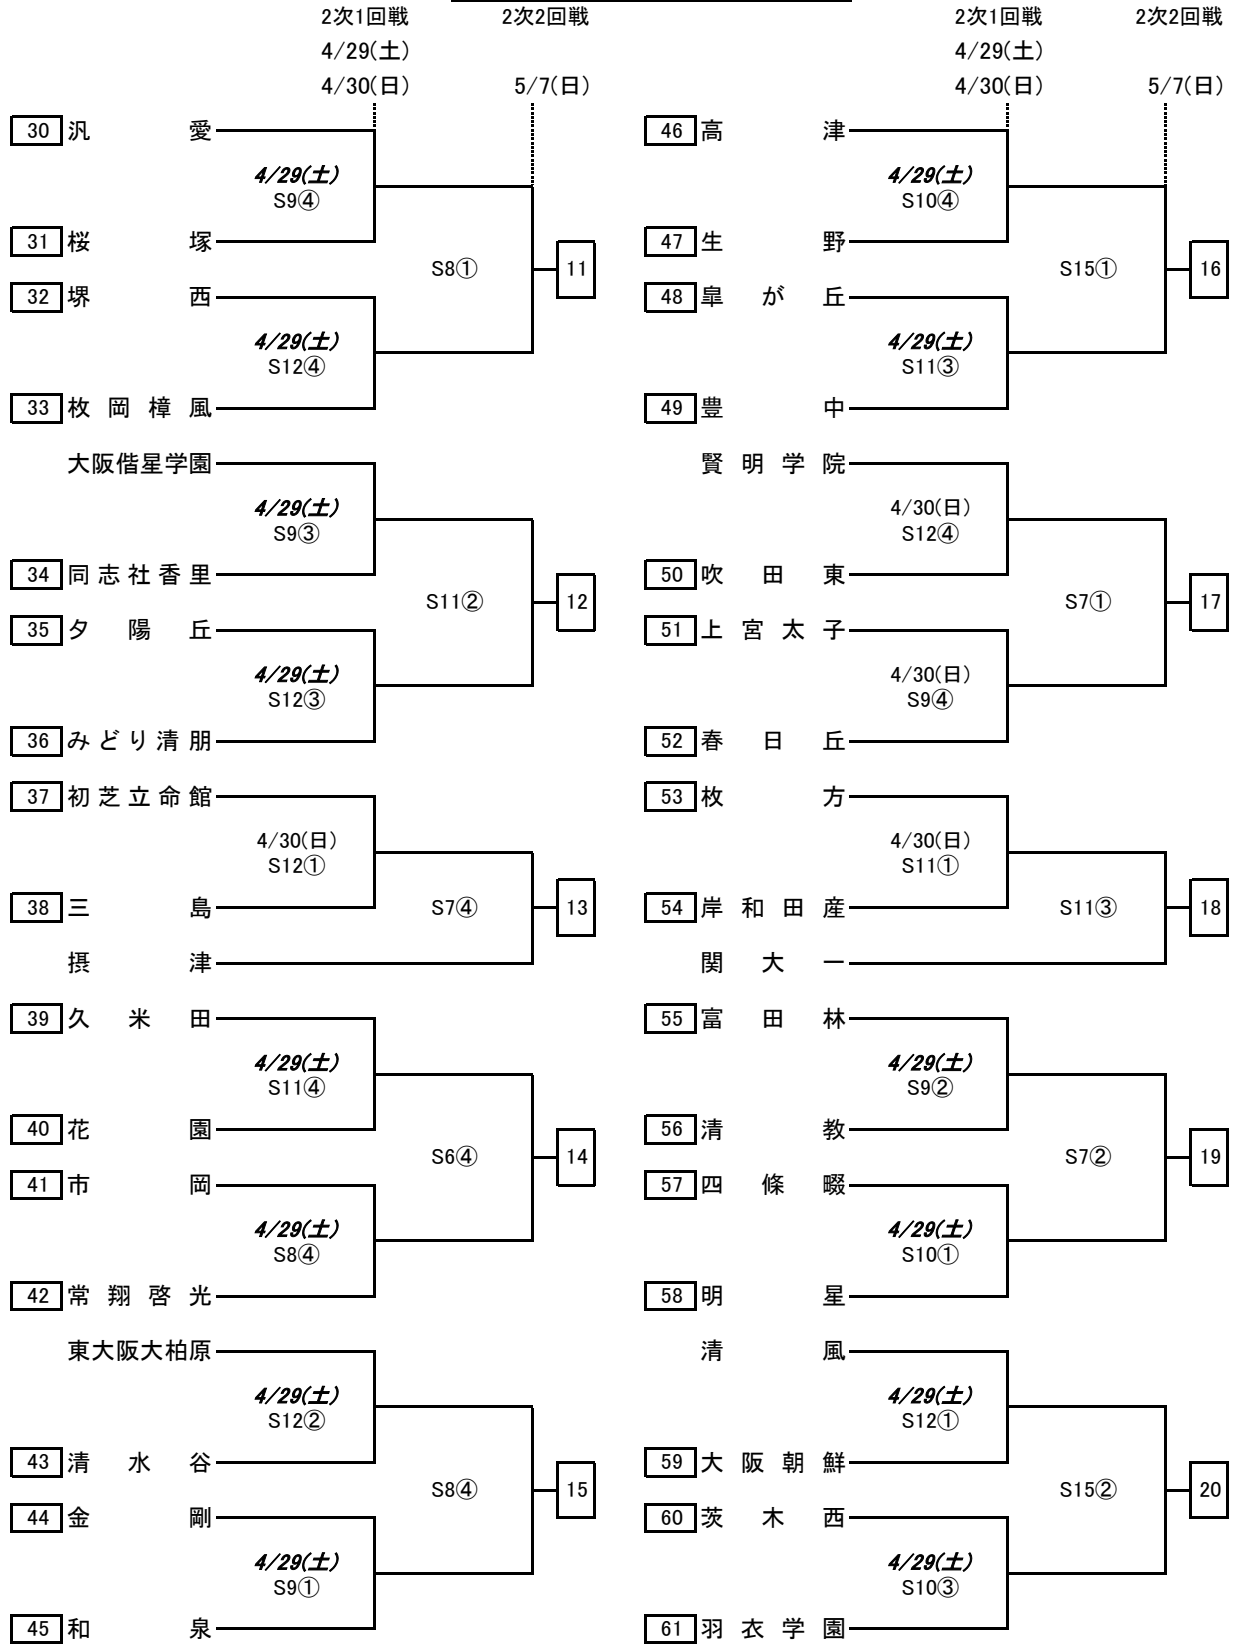 2次1回戦 2次2回戦
4/29(土)
4/30(日) 5/7(日)
30 汎愛
4/29(土)
S9④
31 桜塚
S8① 11
32 堺西
4/29(土)
S12④
33 枚岡樟風
大阪偕星学園
4/29(土)
S9③
34 同志社香里
S11② 12
35 夕陽丘
4/29(土)
S12③
36 みどり清朋
37 初芝立命館
4/30(日)
S12①
38 三島 S7④ 13
摂津
39 久米田
4/29(土)
S11④
40 花園
S6④ 14
41 市岡
4/29(土)
S8④
42 常翔啓光
東大阪大柏原
4/29(土)
S12②
43 清水谷
S8④ 15
44 金剛
4/29(土)
S9①
45 和泉
2次1回戦 2次2回戦
4/29(土)
4/30(日) 5/7(日)
46 高津
4/29(土)
S10④
47 生野
S15① 16
48 皐が丘
4/29(土)
S11③
49 豊中
賢明学院
4/30(日)
S12④
50 吹田東
S7① 17
51 上宮太子
4/30(日)
S9④
52 春日丘
53 枚方
4/30(日)
S11①
54 岸和田産 S11③ 18
関大一
55 富田林
4/29(土)
S9②
56 清教
S7② 19
57 四條畷
4/29(土)
S10①
58 明星
清風
4/29(土)
S12①
59 大阪朝鮮
S15② 20
60 茨木西
4/29(土)
S10③
61 羽衣学園